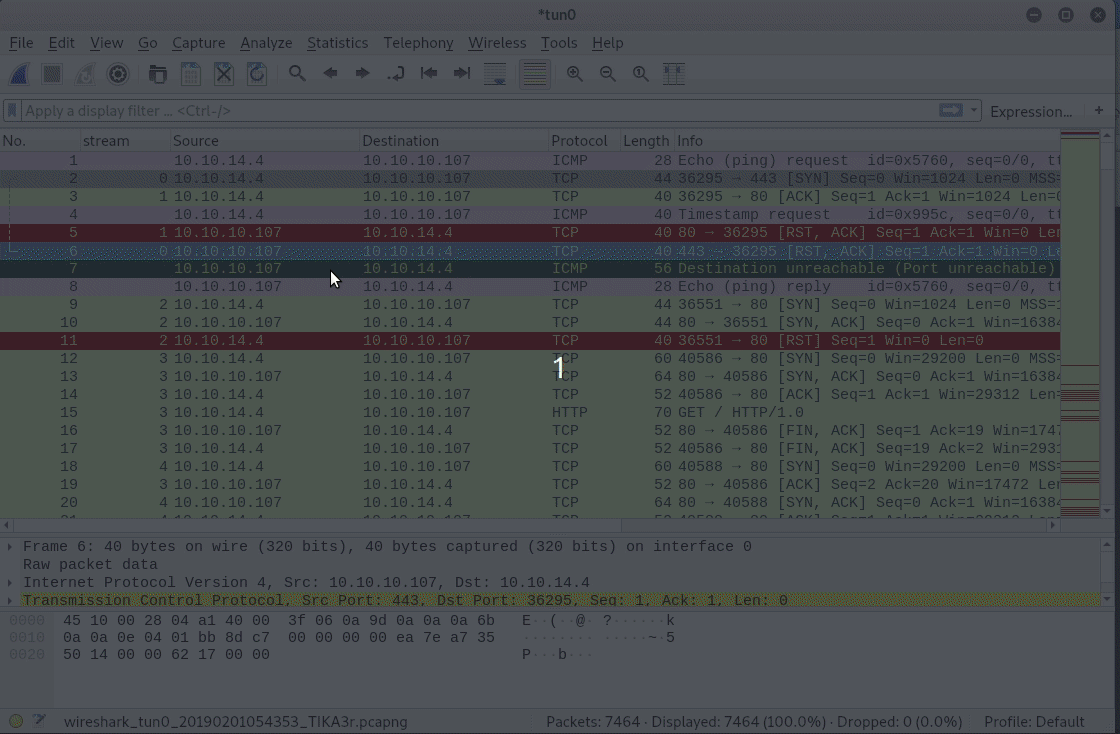 *tun0
File Edit View Go Capture Analyze Statistics Telephony Wireless Tools Help
Apply a display filter … <Ctrl-/> Expression… +
No. stream Source Destination Protocol Length Info
1 10.10.14.4 10.10.10.107 ICMP 28 Echo (ping) request id=0x5760, seq=0/0, tt
2 0 10.10.14.4 10.10.10.107 TCP 44 36295 → 443 [SYN] Seq=0 Win=1024 Len=0 MSS=
3 1 10.10.14.4 10.10.10.107 TCP 40 36295 → 80 [ACK] Seq=1 Ack=1 Win=1024 Len=0
4 10.10.14.4 10.10.10.107 ICMP 40 Timestamp request id=0x995c, seq=0/0, tt
5 1 10.10.10.107 10.10.14.4 TCP 40 80 → 36295 [RST, ACK] Seq=1 Ack=1 Win=0 Len
6 0 10.10.10.107 10.10.14.4 TCP 40 443 → 36295 [RST, ACK] Seq=1 Ack=1 Win=0 Le
7 10.10.10.107 10.10.14.4 ICMP 56 Destination unreachable (Port unreachable)
8 10.10.10.107 10.10.14.4 ICMP 28 Echo (ping) reply id=0x5760, seq=0/0, tt
9 2 10.10.14.4 10.10.10.107 TCP 44 36551 → 80 [SYN] Seq=0 Win=1024 Len=0 MSS=1
10 2 10.10.10.107 10.10.14.4 TCP 44 80 → 36551 [SYN, ACK] Seq=0 Ack=1 Win=16384
11 2 10.10.14.4 10.10.10.107 TCP 40 36551 → 80 [RST] Seq=1 Win=0 Len=0
12 3 10.10.14.4 10.10.10.107 TCP 60 40586 → 80 [SYN] Seq=0 Win=29200 Len=0 MSS=
1
13 3 10.10.10.107 10.10.14.4 TCP 64 80 → 40586 [SYN, ACK] Seq=0 Ack=1 Win=16384
14 3 10.10.14.4 10.10.10.107 TCP 52 40586 → 80 [ACK] Seq=1 Ack=1 Win=29312 Len=
15 3 10.10.14.4 10.10.10.107 HTTP 70 GET / HTTP/1.0
16 3 10.10.10.107 10.10.14.4 TCP 52 80 → 40586 [FIN, ACK] Seq=1 Ack=19 Win=1747
17 3 10.10.14.4 10.10.10.107 TCP 52 40586 → 80 [FIN, ACK] Seq=19 Ack=2 Win=2931
18 4 10.10.14.4 10.10.10.107 TCP 60 40588 → 80 [SYN] Seq=0 Win=29200 Len=0 MSS=
19 3 10.10.10.107 10.10.14.4 TCP 52 80 → 40586 [ACK] Seq=2 Ack=20 Win=17472 Len
20 4 10.10.10.107 10.10.14.4 TCP 64 80 → 40588 [SYN, ACK] Seq=0 Ack=1 Win=16384
Frame 6: 40 bytes on wire (320 bits), 40 bytes captured (320 bits) on interface 0
Raw packet data
Internet Protocol Version 4, Src: 10.10.10.107, Dst: 10.10.14.4
Transmission Control Protocol, Src Port: 443, Dst Port: 36295, Seq: 1, Ack: 1, Len: 0
0000 45 10 00 28 04 a1 40 00 3f 06 0a 9d 0a 0a 0a 6b E··(··@· ?······k
0010 0a 0a 0e 04 01 bb 8d c7 00 00 00 00 ea 7e a7 35 ········ ·····~·5
0020 50 14 00 00 62 17 00 00 P···b···
wireshark_tun0_20190201054353_TIKA3r.pcapng Packets: 7464 · Displayed: 7464 (100.0%) · Dropped: 0 (0.0%) Profile: Default